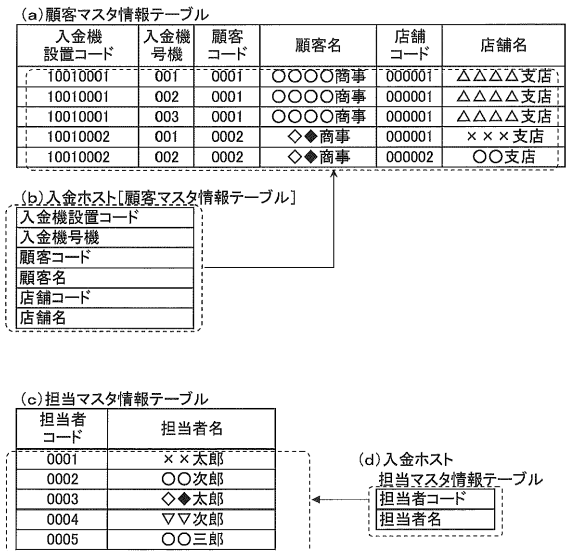 (a)顧客マスタ情報テーブル
入金機設置コード 入金機号機 顧客コード 顧客名 店舗コード 店舗名
10010001 001 0001 ○○○○商事 000001 △△△△支店
10010001 002 0001 ○○○○商事 000001 △△△△支店
10010001 003 0001 ○○○○商事 000001 △△△△支店
10010002 001 0002 ◇◆商事 000001 ×××支店
10010002 002 0002 ◇◆商事 000002 ○○支店
(b)入金ホスト[顧客マスタ情報テーブル]
入金機設置コード
入金機号機
顧客コード
顧客名
店舗コード
店舗名
(c)担当マスタ情報テーブル
担当者コード 担当者名
0001 ××太郎
0002 ○○次郎
0003 ◇◆太郎
0004 ▽▽次郎
0005 ○○三郎
(d)入金ホスト
担当マスタ情報テーブル
担当者コード
担当者名